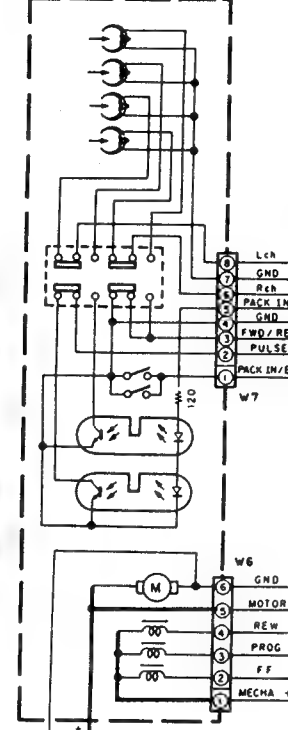 8 Lch
7 GND
6 Rch
5 PACK IN
4 GND
3 FWD/RE
2 PULSE
1 PACK IN/E
W7
120
W6
M
6 GND
5 MOTOR
4 REW
3 PROG
2 FF
1 MECHA +
+